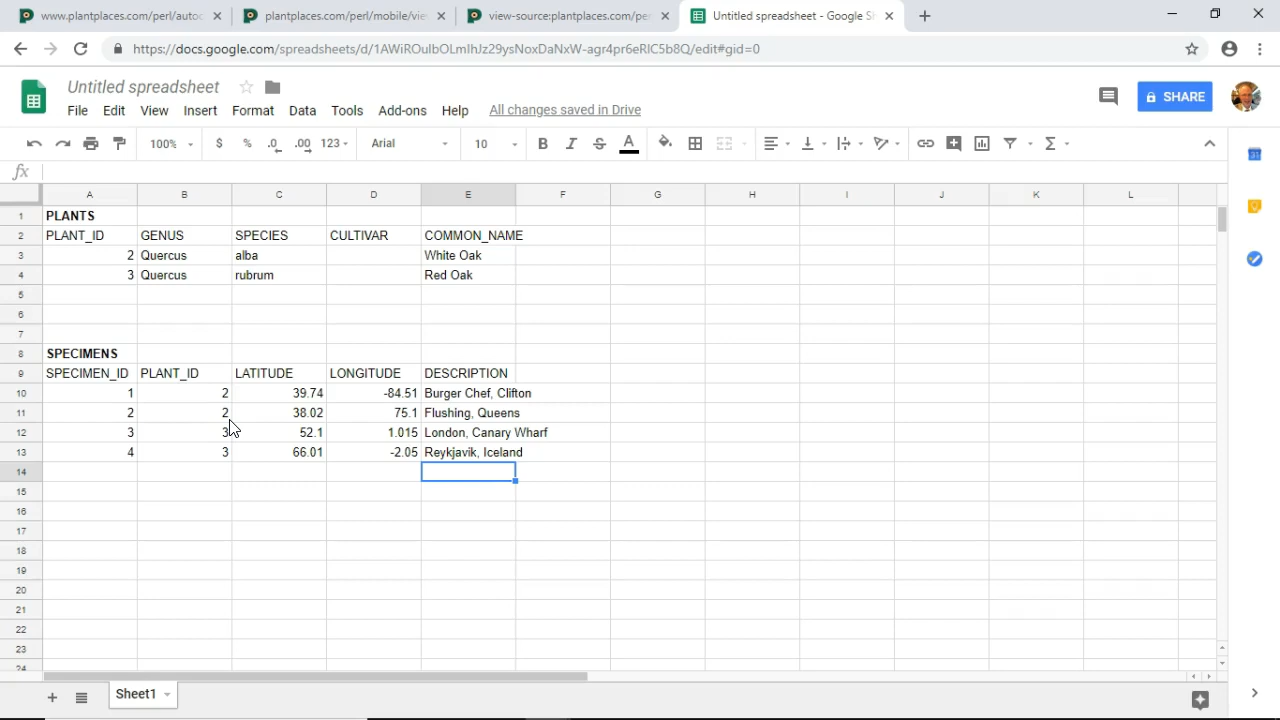 www.plantplaces.com/perl/autoc
plantplaces.com/perl/mobile/vie
view-source:plantplaces.com/pe
Untitled spreadsheet - Google Sh
https://docs.google.com/spreadsheets/d/
Untitled spreadsheet
File Edit View Insert Format Data Tools Add-ons Help All changes saved in Drive
SHARE
100% $ % .0 .00 123 Arial 10 B I S A
fx
A B C D E F G H I J K L
1 PLANTS
2 PLANT_ID GENUS SPECIES CULTIVAR COMMON_NAME
3 2 Quercus alba White Oak
4 3 Quercus rubrum Red Oak
5
6
7
8 SPECIMENS
9 SPECIMEN_ID PLANT_ID LATITUDE LONGITUDE DESCRIPTION
10 1 2 39.74 -84.51 Burger Chef, Clifton
11 2 2 38.02 75.1 Flushing, Queens
12 3 3 52.1 1.015 London, Canary Wharf
13 4 3 66.01 -2.05 Reykjavik, Iceland
14
15
16
17
18
19
20
21
22
23
24
Sheet1